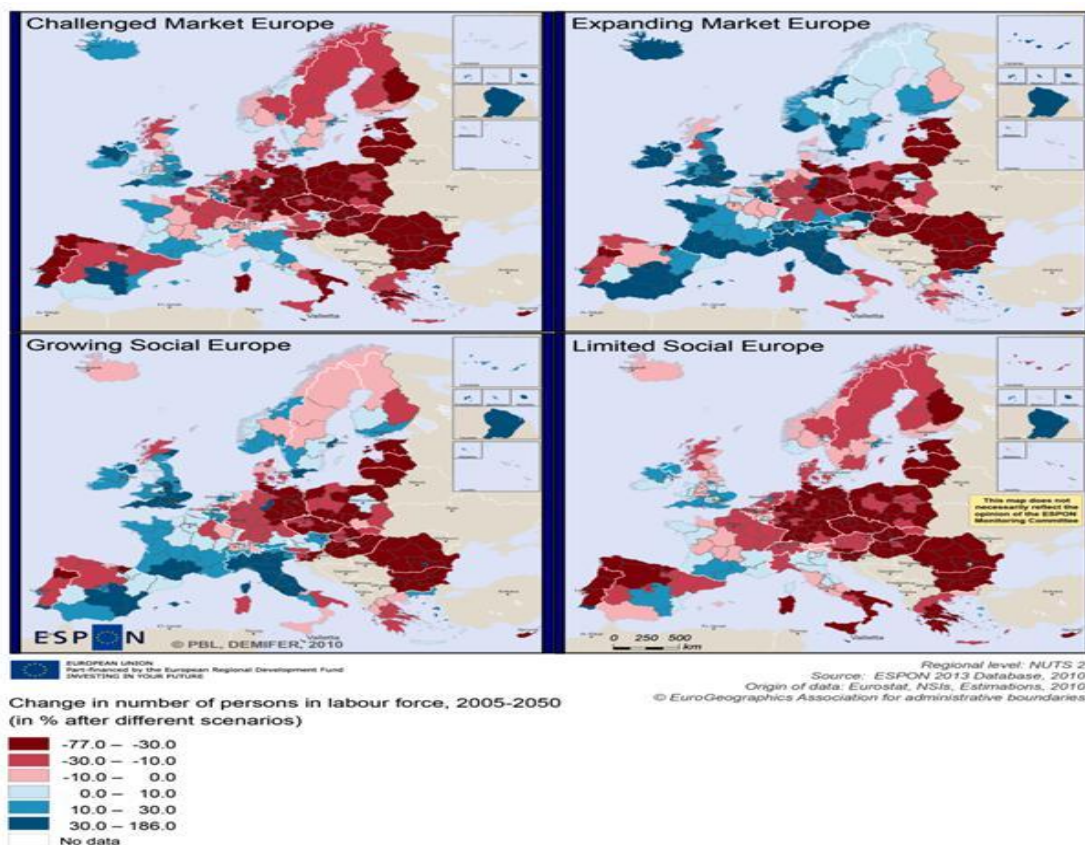 Challenged Market Europe
Expanding Market Europe
Valletta
Growing Social Europe
Limited Social Europe
This map does not
necessarily reflect the
opinion of the ESPON
Monitoring Committee
ESPON
© PBL, DEMIFER, 2010
Valletta
0 250 500
km
EUROPEAN UNION
Part-financed by the European Regional Development Fund
INVESTING IN YOUR FUTURE
Regional level: NUTS 2
Source: ESPON 2013 Database, 2010
Origin of data: Eurostat, NSIs, Estimations, 2010
© EuroGeographics Association for administrative boundaries
Change in number of persons in labour force, 2005-2050
(in % after different scenarios)
-77.0 – -30.0
-30.0 – -10.0
-10.0 – 0.0
0.0 – 10.0
10.0 – 30.0
30.0 – 186.0
No data